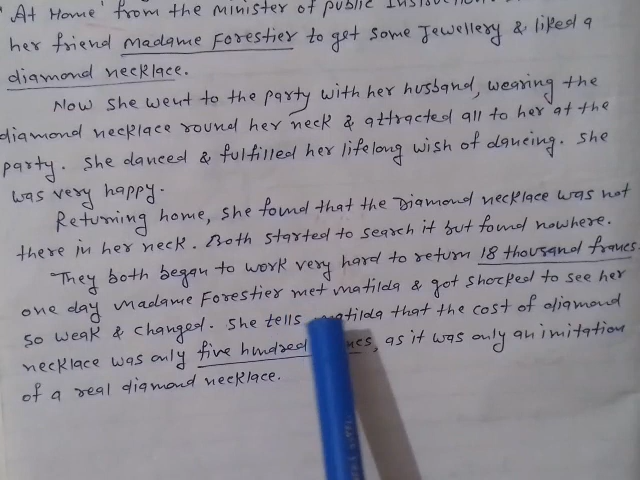 'At Home' from the minister of public
her friend Madame Forestier to get some Jewellery & liked a
diamond necklace.
Now she went to the party with her husband, wearing the
diamond necklace round her neck & attracted all to her at the
party. She danced & fulfilled her lifelong wish of dancing. She
was very happy.
Returning home, she found that the Diamond necklace was not
there in her neck. Both started to search it but found nowhere.
They both began to work very hard to return 18 thousand francs.
one day Madame Forestier met Matilda & got shocked to see her
so weak & changed. She tells Matilda that the cost of diamond
necklace was only five hundred as it was only an imitation
of a real diamond necklace.